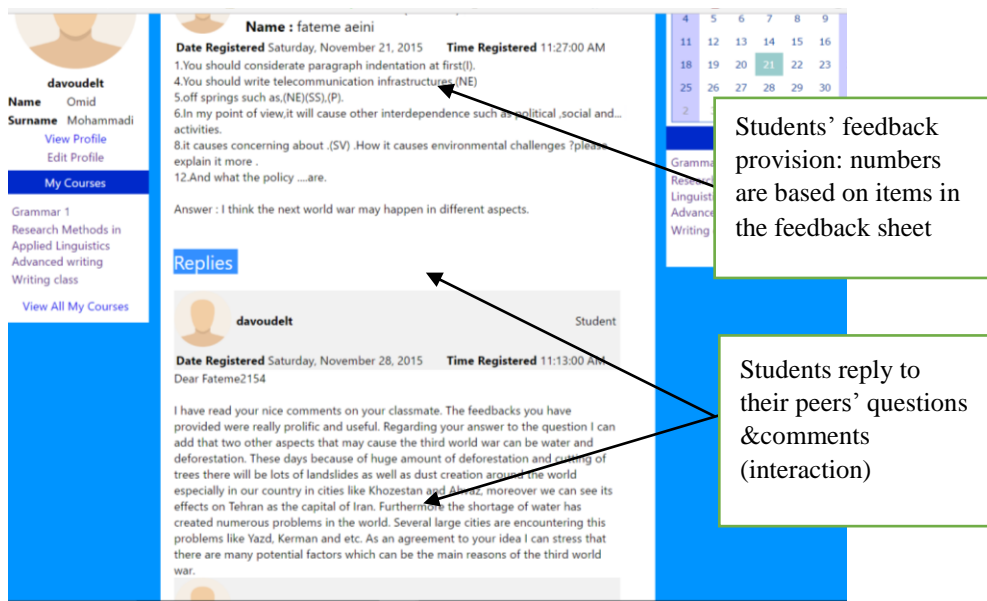 Name : fateme aeini
Date Registered Saturday, November 21, 2015 Time Registered 11:27:00 AM
1.You should considerate paragraph indentation at first(I).
4.You should write telecommunication infrastructures,(NE)
5.off springs such as,(NE)(SS),(P).
6.In my point of view,it will cause other interdependence such as political ,social and...
activities.
8.it causes concerning about .(SV) .How it causes environmental challenges ?please
explain it more .
12.And what the policy ....are.
Answer : I think the next world war may happen in different aspects.
Replies
davoudelt Student
Date Registered Saturday, November 28, 2015 Time Registered 11:13:00 AM
Dear Fateme2154
I have read your nice comments on your classmate. The feedbacks you have
provided were really prolific and useful. Regarding your answer to the question I can
add that two other aspects that may cause the third world war can be water and
deforestation. These days because of huge amount of deforestation and cutting of
trees there will be lots of landslides as well as dust creation around the world
especially in our country in cities like Khozestan and Ahvaz, moreover we can see its
effects on Tehran as the capital of Iran. Furthermore the shortage of water has
created numerous problems in the world. Several large cities are encountering this
problems like Yazd, Kerman and etc. As an agreement to your idea I can stress that
there are many potential factors which can be the main reasons of the third world
war.
davoudelt
Name Omid
Surname Mohammadi
View Profile
Edit Profile
My Courses
Grammar 1
Research Methods in
Applied Linguistics
Advanced writing
Writing class
View All My Courses
4 5 6 7 8 9
11 12 13 14 15 16
18 19 20 21 22 23
25 26 27 28 29 30
2
Gramma
Resear
Linguist
Advance
Writing
Students’ feedback
provision: numbers
are based on items in
the feedback sheet
Students reply to
their peers’ questions
&comments
(interaction)